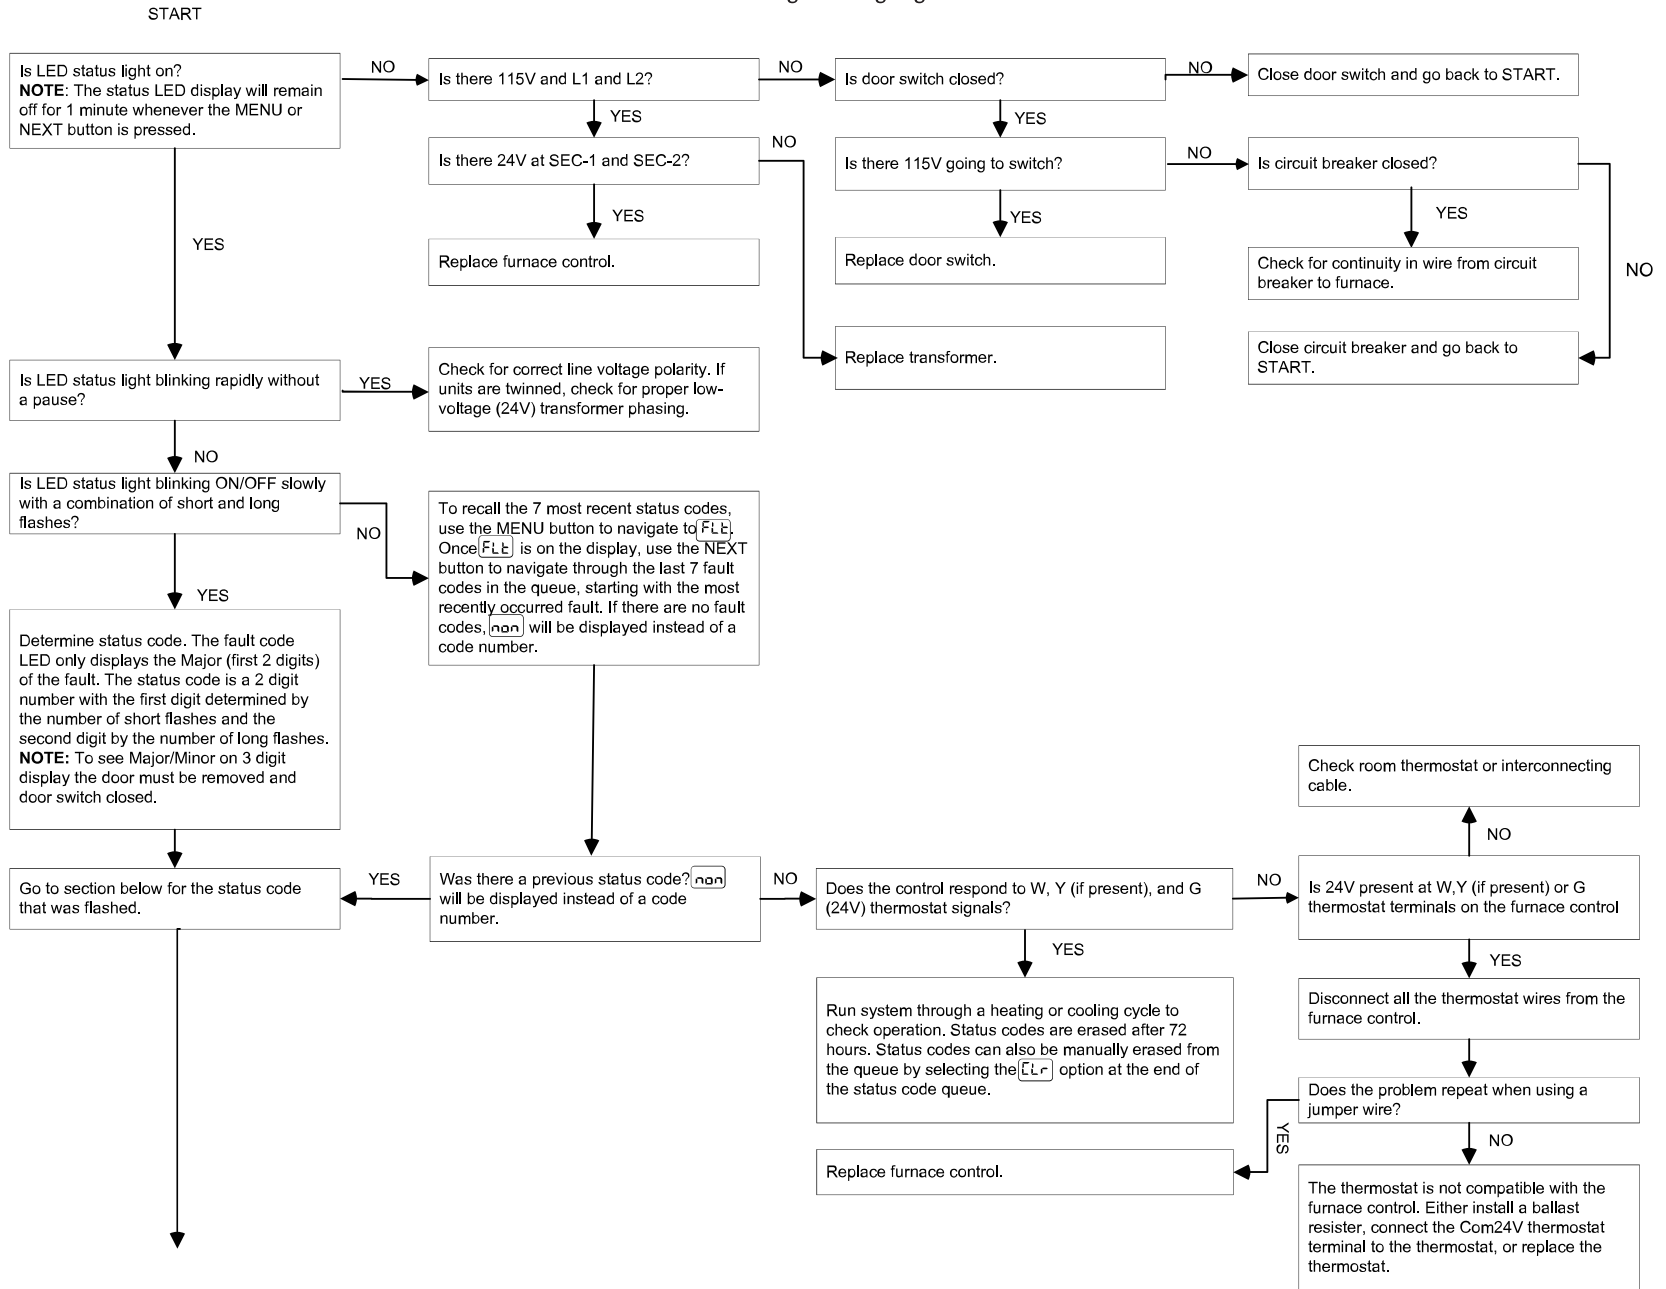 START
Is LED status light on?
NOTE: The status LED display will remain
off for 1 minute whenever the MENU or
NEXT button is pressed.
NO
Is there 115V and L1 and L2?
NO
Is door switch closed?
NO
Close door switch and go back to START.
YES
YES
Is there 24V at SEC-1 and SEC-2?
NO
Is there 115V going to switch?
NO
Is circuit breaker closed?
YES
YES
YES
YES
NO
Replace furnace control.
Replace door switch.
Check for continuity in wire from circuit
breaker to furnace.
Replace transformer.
Close circuit breaker and go back to
START.
Is LED status light blinking rapidly without
a pause?
YES
Check for correct line voltage polarity. If
units are twinned, check for proper low-
voltage (24V) transformer phasing.
NO
Is LED status light blinking ON/OFF slowly
with a combination of short and long
flashes?
NO
To recall the 7 most recent status codes,
use the MENU button to navigate to FLt.
Once FLt is on the display, use the NEXT
button to navigate through the last 7 fault
codes in the queue, starting with the most
recently occurred fault. If there are no fault
codes, non will be displayed instead of a
code number.
YES
Determine status code. The fault code
LED only displays the Major (first 2 digits)
of the fault. The status code is a 2 digit
number with the first digit determined by
the number of short flashes and the
second digit by the number of long flashes.
NOTE: To see Major/Minor on 3 digit
display the door must be removed and
door switch closed.
Check room thermostat or interconnecting
cable.
NO
Go to section below for the status code
that was flashed.
YES
Was there a previous status code? non
will be displayed instead of a code
number.
NO
Does the control respond to W, Y (if present), and G
(24V) thermostat signals?
NO
Is 24V present at W,Y (if present) or G
thermostat terminals on the furnace control
YES
YES
Run system through a heating or cooling cycle to
check operation. Status codes are erased after 72
hours. Status codes can also be manually erased from
the queue by selecting the CLr option at the end of
the status code queue.
Disconnect all the thermostat wires from the
furnace control.
Does the problem repeat when using a
jumper wire?
YES
NO
Replace furnace control.
The thermostat is not compatible with the
furnace control. Either install a ballast
resister, connect the Com24V thermostat
terminal to the thermostat, or replace the
thermostat.